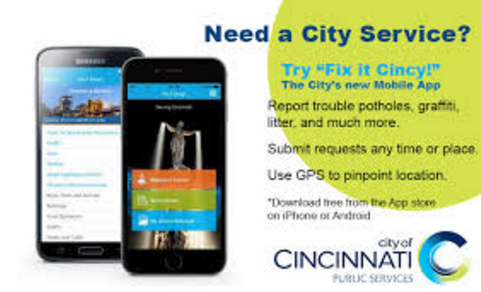 Need a City Service?
Try "Fix it Cincy!"
The City's new Mobile App
Report trouble potholes, graffiti,
litter, and much more.
Submit requests any time or place.
Use GPS to pinpoint location.
*Download free from the App store
on iPhone or Android
SAMSUNG
city of
CINCINNATI
PUBLIC SERVICES